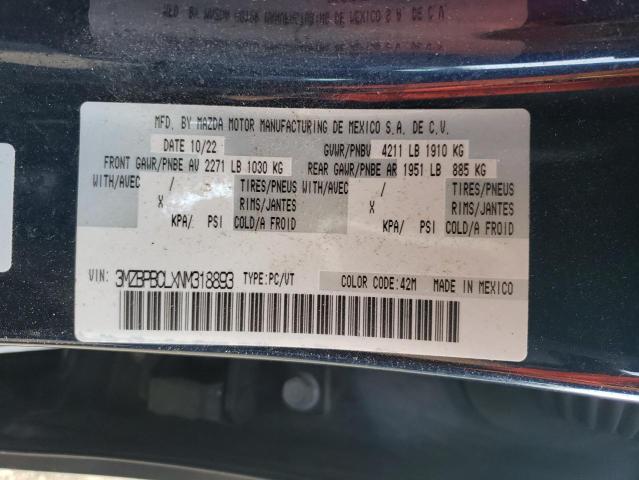 MFD. BY MAZDA MOTOR MANUFACTURING DE MEXICO S.A. DE C.V.
DATE 10/22 GVWR/PNBV 4211 LB 1910 KG
FRONT GAWR/PNBE AV 2271 LB 1030 KG REAR GAWR/PNBE AR 1951 LB 885 KG
WITH/AVEC / TIRES/PNEUS WITH/AVEC / TIRES/PNEUS
X RIMS/JANTES X RIMS/JANTES
KPA/ PSI COLD/A FROID KPA/ PSI COLD/A FROID
VIN: 3MZBPBCLXNM318893 TYPE:PC/VT COLOR CODE:42M MADE IN MEXICO